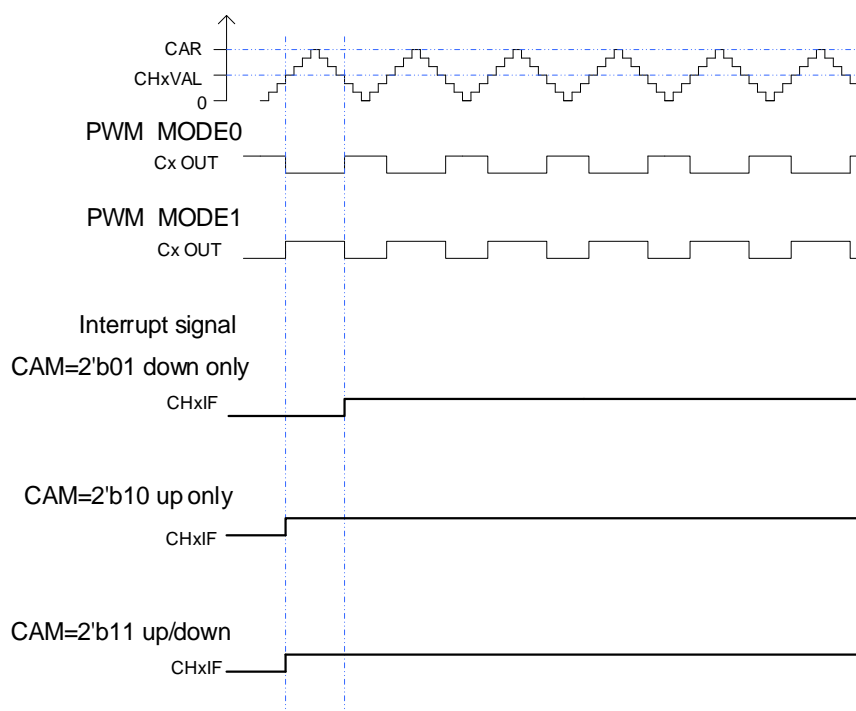 CAR
CHxVAL
0
PWM MODE0
Cx OUT
PWM MODE1
Cx OUT
Interrupt signal
CAM=2'b01 down only
CHxIF
CAM=2'b10 up only
CHxIF
CAM=2'b11 up/down
CHxIF